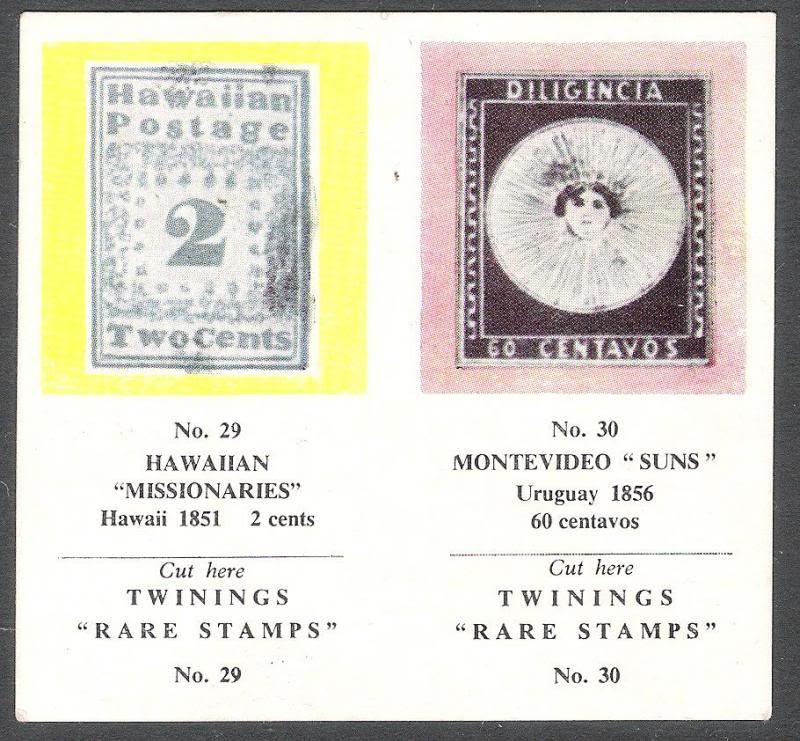 Hawaiian
Postage
2
Two Cents
No. 29
HAWAIIAN
"MISSIONARIES"
Hawaii 1851 2 cents
Cut here
TWININGS
"RARE STAMPS"
No. 29
DILIGENCIA
60 CENTAVOS
No. 30
MONTEVIDEO "SUNS"
Uruguay 1856
60 centavos
Cut here
TWININGS
"RARE STAMPS"
No. 30